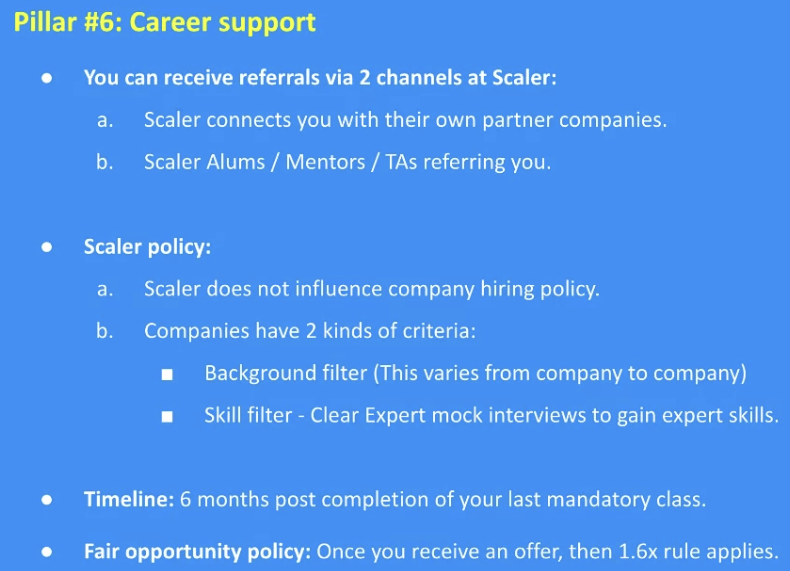 Pillar #6: Career support
● You can receive referrals via 2 channels at Scaler:
a. Scaler connects you with their own partner companies.
b. Scaler Alums / Mentors / TAs referring you.
● Scaler policy:
a. Scaler does not influence company hiring policy.
b. Companies have 2 kinds of criteria:
■ Background filter (This varies from company to company)
■ Skill filter - Clear Expert mock interviews to gain expert skills.
● Timeline: 6 months post completion of your last mandatory class.
● Fair opportunity policy: Once you receive an offer, then 1.6x rule applies.